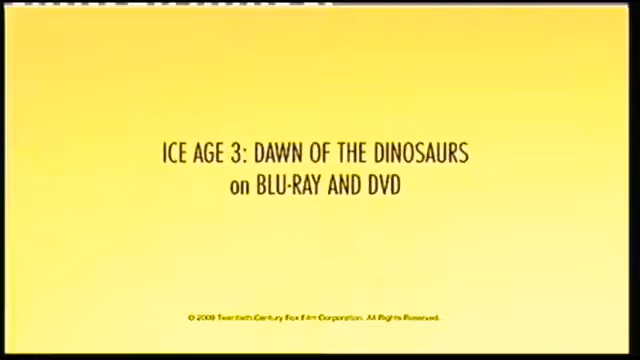 ICE AGE 3: DAWN OF THE DINOSAURS
on BLU-RAY AND DVD
© 2009 Twentieth Century Fox Film Corporation. All Rights Reserved.